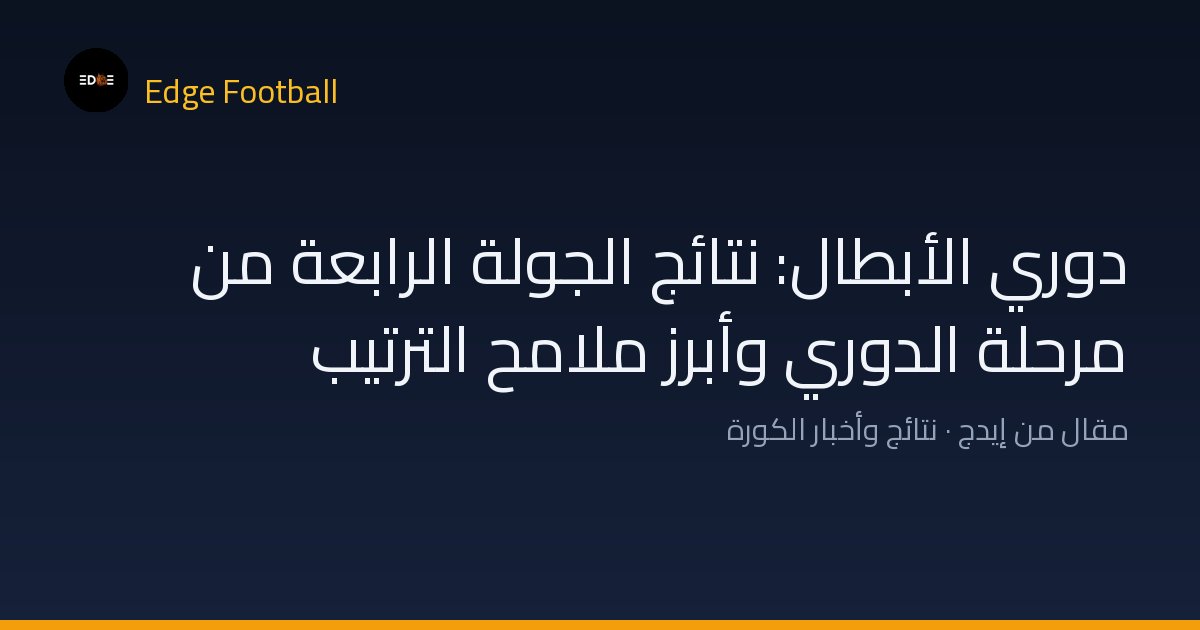 EDGE
Edge Football
دوري الأبطال: نتائج الجولة الرابعة من
مرحلة الدوري وأبرز ملامح الترتيب
مقال من إيدج · نتائج وأخبار الكورة